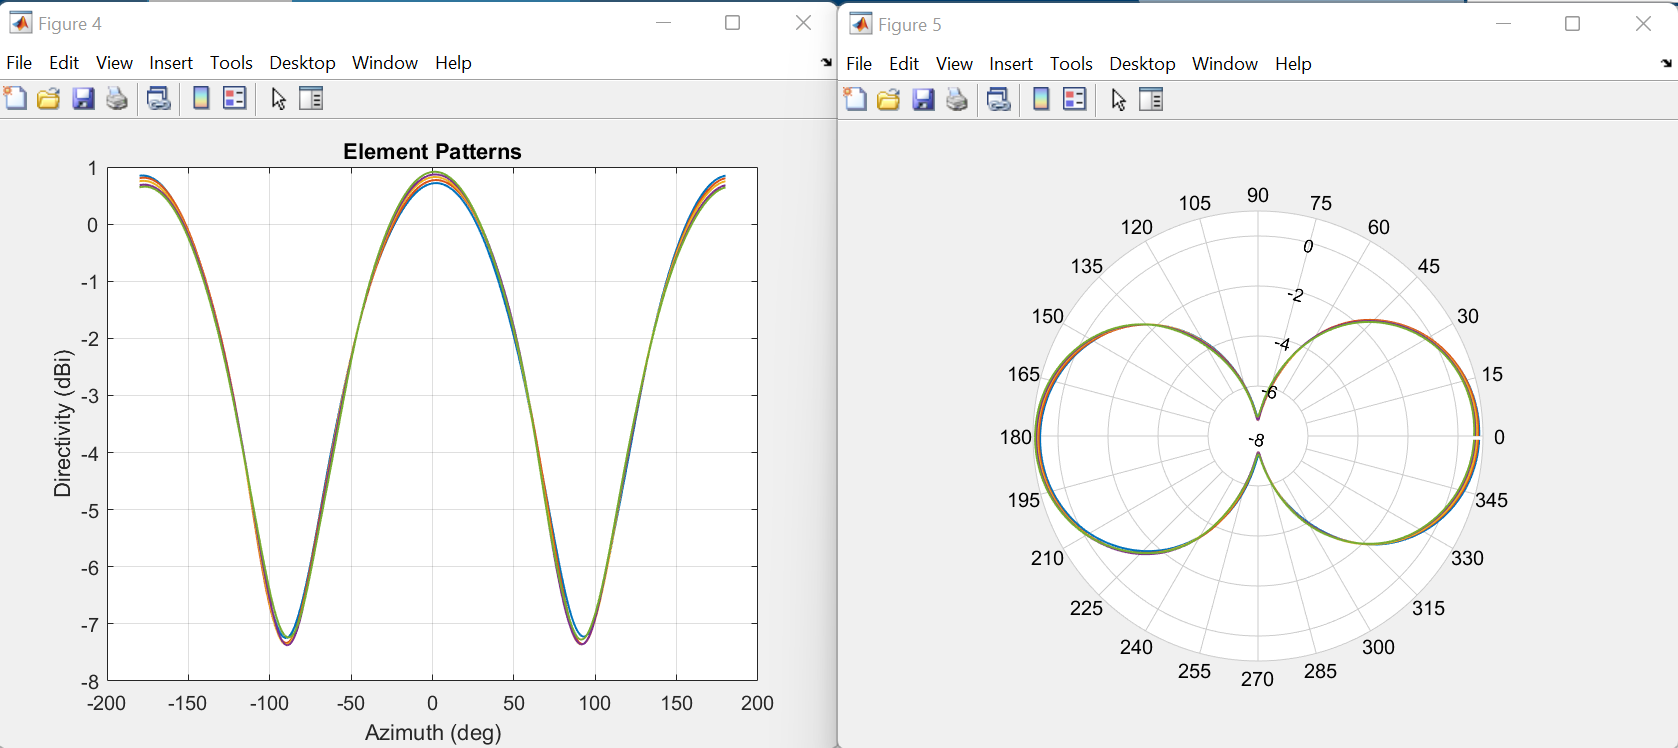 Figure 4
File Edit View Insert Tools Desktop Window Help
Element Patterns
1
0
-1
-2
-3
-4
-5
-6
-7
-8
Directivity (dBi)
-200 -150 -100 -50 0 50 100 150 200
Azimuth (deg)
Figure 5
File Edit View Insert Tools Desktop Window Help
90
105 75
120 60
0
135 45
-2
150 30
-4
165 15
-6
180 -8 0
195 345
210 330
225 315
240 300
255 285
270